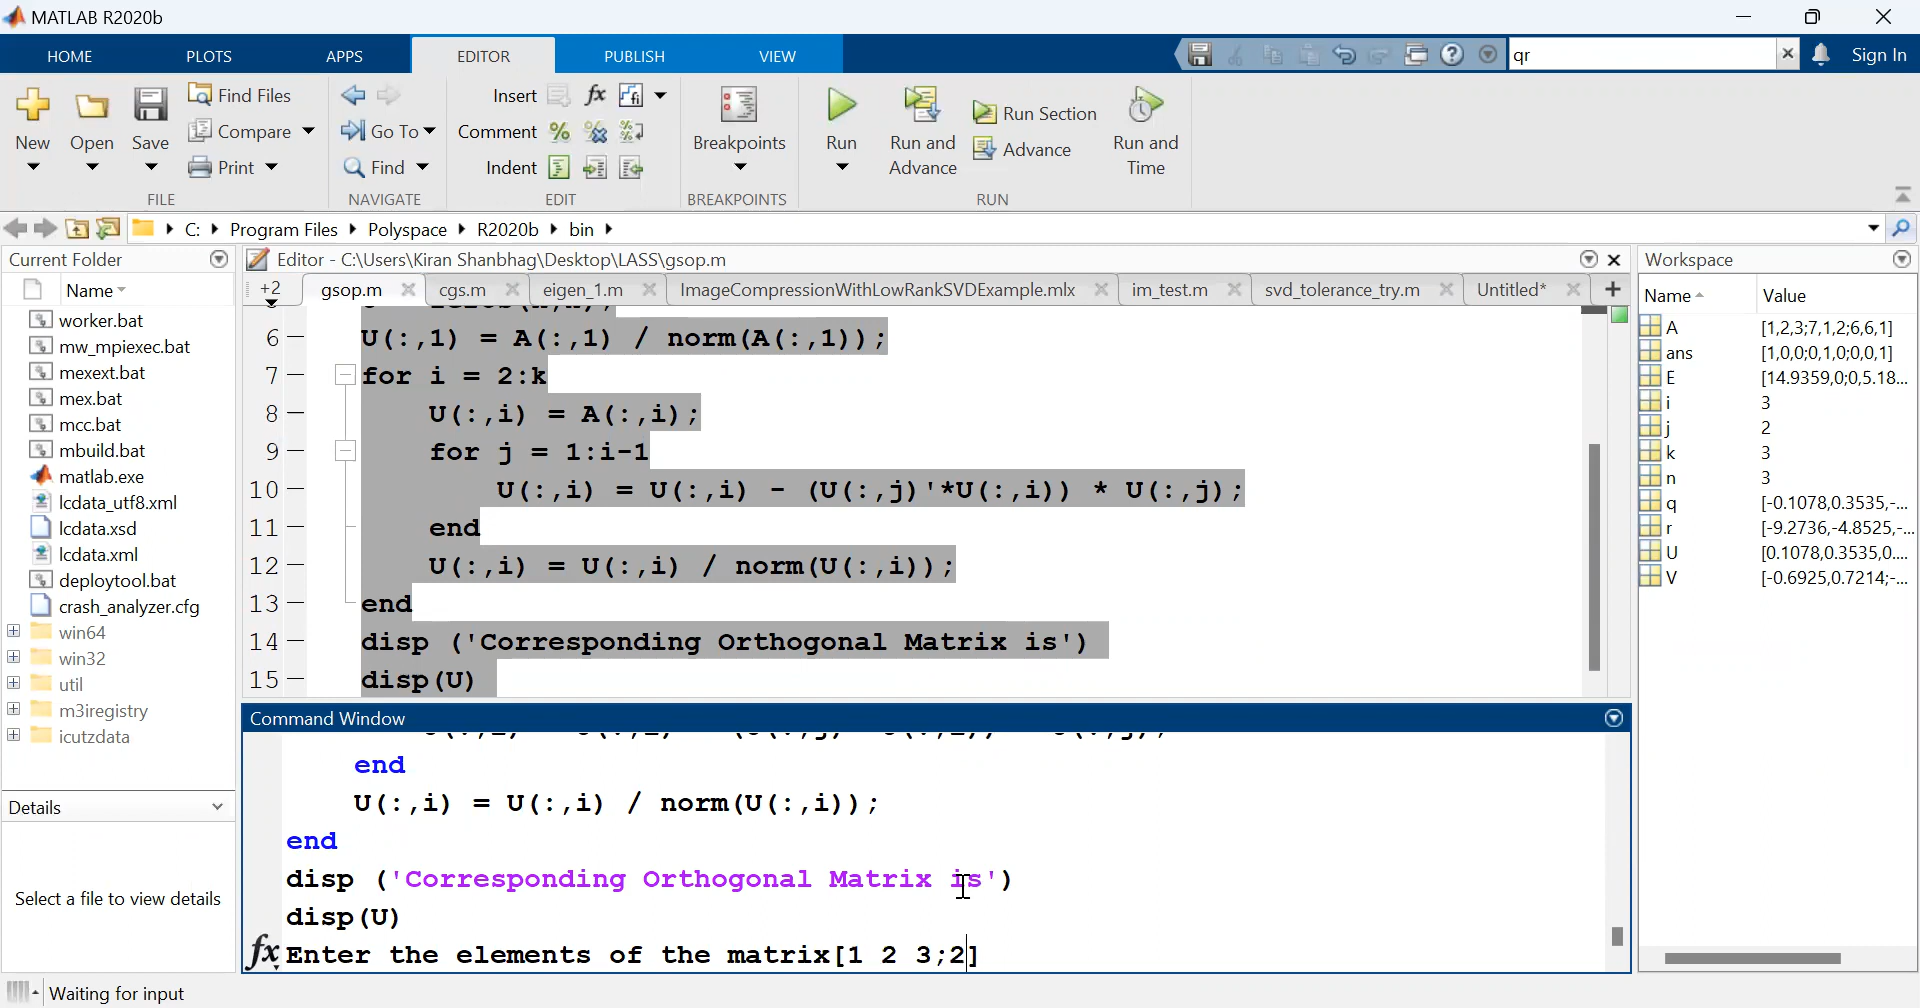 MATLAB R2020b
HOME PLOTS APPS EDITOR PUBLISH VIEW
qr
Sign In
New Open Save
Find Files
Compare
Print
FILE
Go To
Find
NAVIGATE
Insert fx
Comment
Indent
EDIT
Breakpoints
BREAKPOINTS
Run
Run and Advance
Run Section
Advance
Run and Time
RUN
C: Program Files Polyspace R2020b bin
Current Folder
Name
worker.bat
mw_mpiexec.bat
mexext.bat
mex.bat
mcc.bat
mbuild.bat
matlab.exe
lcdata_utf8.xml
lcdata.xsd
lcdata.xml
deploytool.bat
crash_analyzer.cfg
win64
win32
util
m3iregistry
icutzdata
Details
Select a file to view details
Editor - C:\Users\Kiran Shanbhag\Desktop\LASS\gsop.m
+2 gsop.m cgs.m eigen_1.m ImageCompressionWithLowRankSVDExample.mlx im_test.m svd_tolerance_try.m Untitled*
6 U(:,1) = A(:,1) / norm(A(:,1));
7 for i = 2:k
8 U(:,i) = A(:,i);
9 for j = 1:i-1
10 U(:,i) = U(:,i) - (U(:,j)'*U(:,i)) * U(:,j);
11 end
12 U(:,i) = U(:,i) / norm(U(:,i));
13 end
14 disp ('Corresponding Orthogonal Matrix is')
15 disp(U)
Command Window
end
U(:,i) = U(:,i) / norm(U(:,i));
end
disp ('Corresponding Orthogonal Matrix is')
disp(U)
fx Enter the elements of the matrix[1 2 3;2]
Workspace
Name Value
A [1,2,3;7,1,2;6,6,1]
ans [1,0,0;0,1,0;0,0,1]
E [14.9359,0;0,5.18...
i 3
j 2
k 3
n 3
q [-0.1078,0.3535,-...
r [-9.2736,-4.8525,-...
U [0.1078,0.3535,0....
V [-0.6925,0.7214;-...
Waiting for input